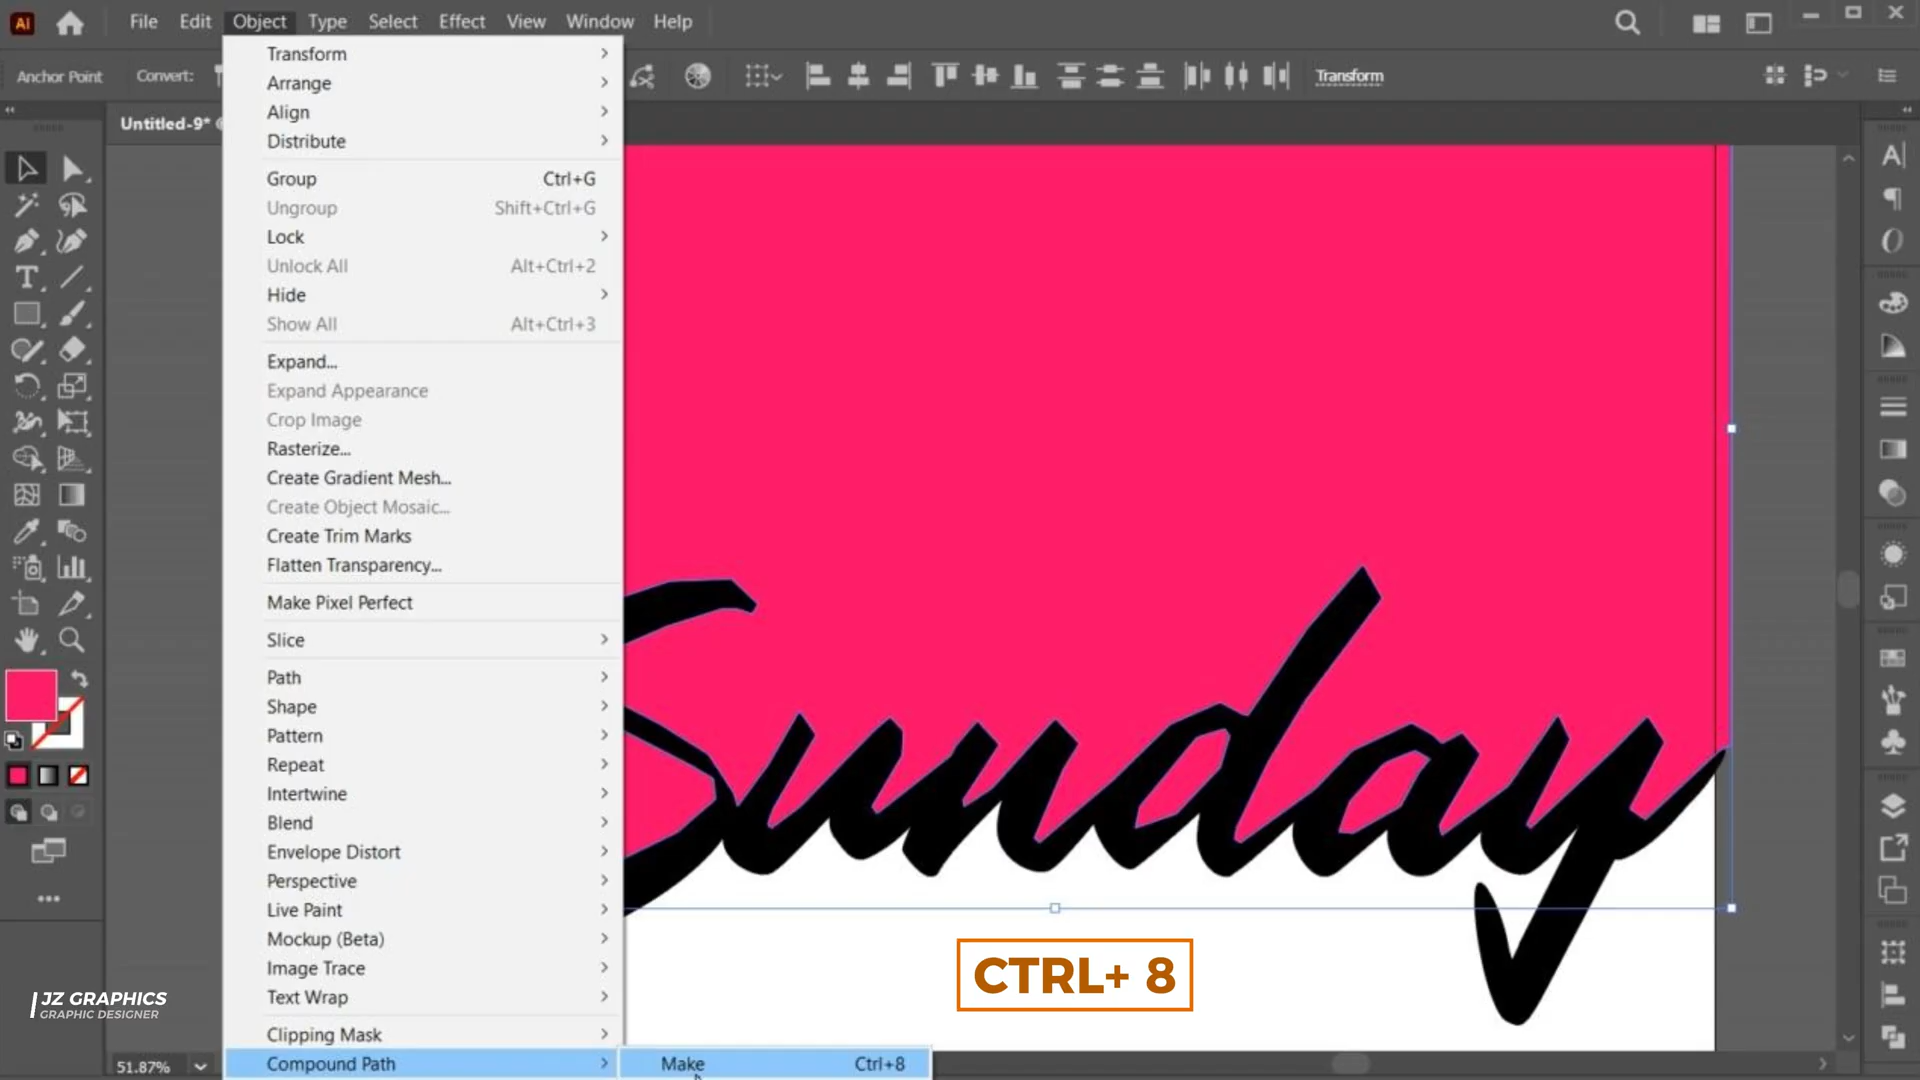 Ai File Edit Object Type Select Effect View Window Help
Anchor Point Convert: Transform
Untitled-9*
Transform
Arrange
Align
Distribute
Group Ctrl+G
Ungroup Shift+Ctrl+G
Lock
Unlock All Alt+Ctrl+2
Hide
Show All Alt+Ctrl+3
Expand...
Expand Appearance
Crop Image
Rasterize...
Create Gradient Mesh...
Create Object Mosaic...
Create Trim Marks
Flatten Transparency...
Make Pixel Perfect
Slice
Path
Shape
Pattern
Repeat
Intertwine
Blend
Envelope Distort
Perspective
Live Paint
Mockup (Beta)
Image Trace
Text Wrap
Clipping Mask
Compound Path
Make Ctrl+8
Sunday
CTRL+ 8
JZ GRAPHICS
GRAPHIC DESIGNER
51.87%